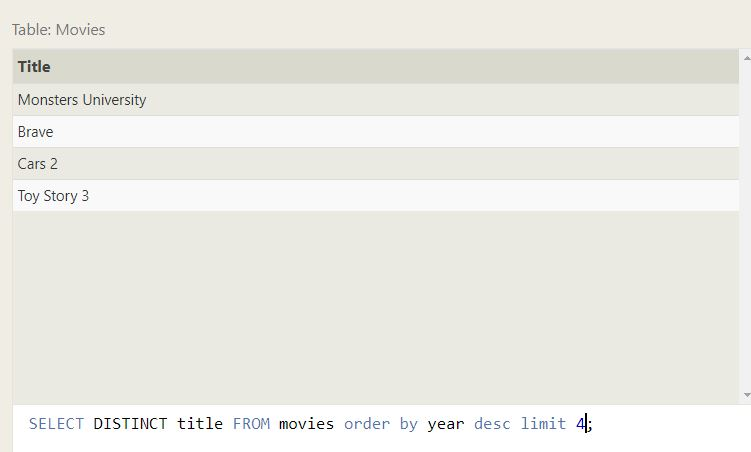 Table: Movies
Title
Monsters University
Brave
Cars 2
Toy Story 3
SELECT DISTINCT title FROM movies order by year desc limit 4;